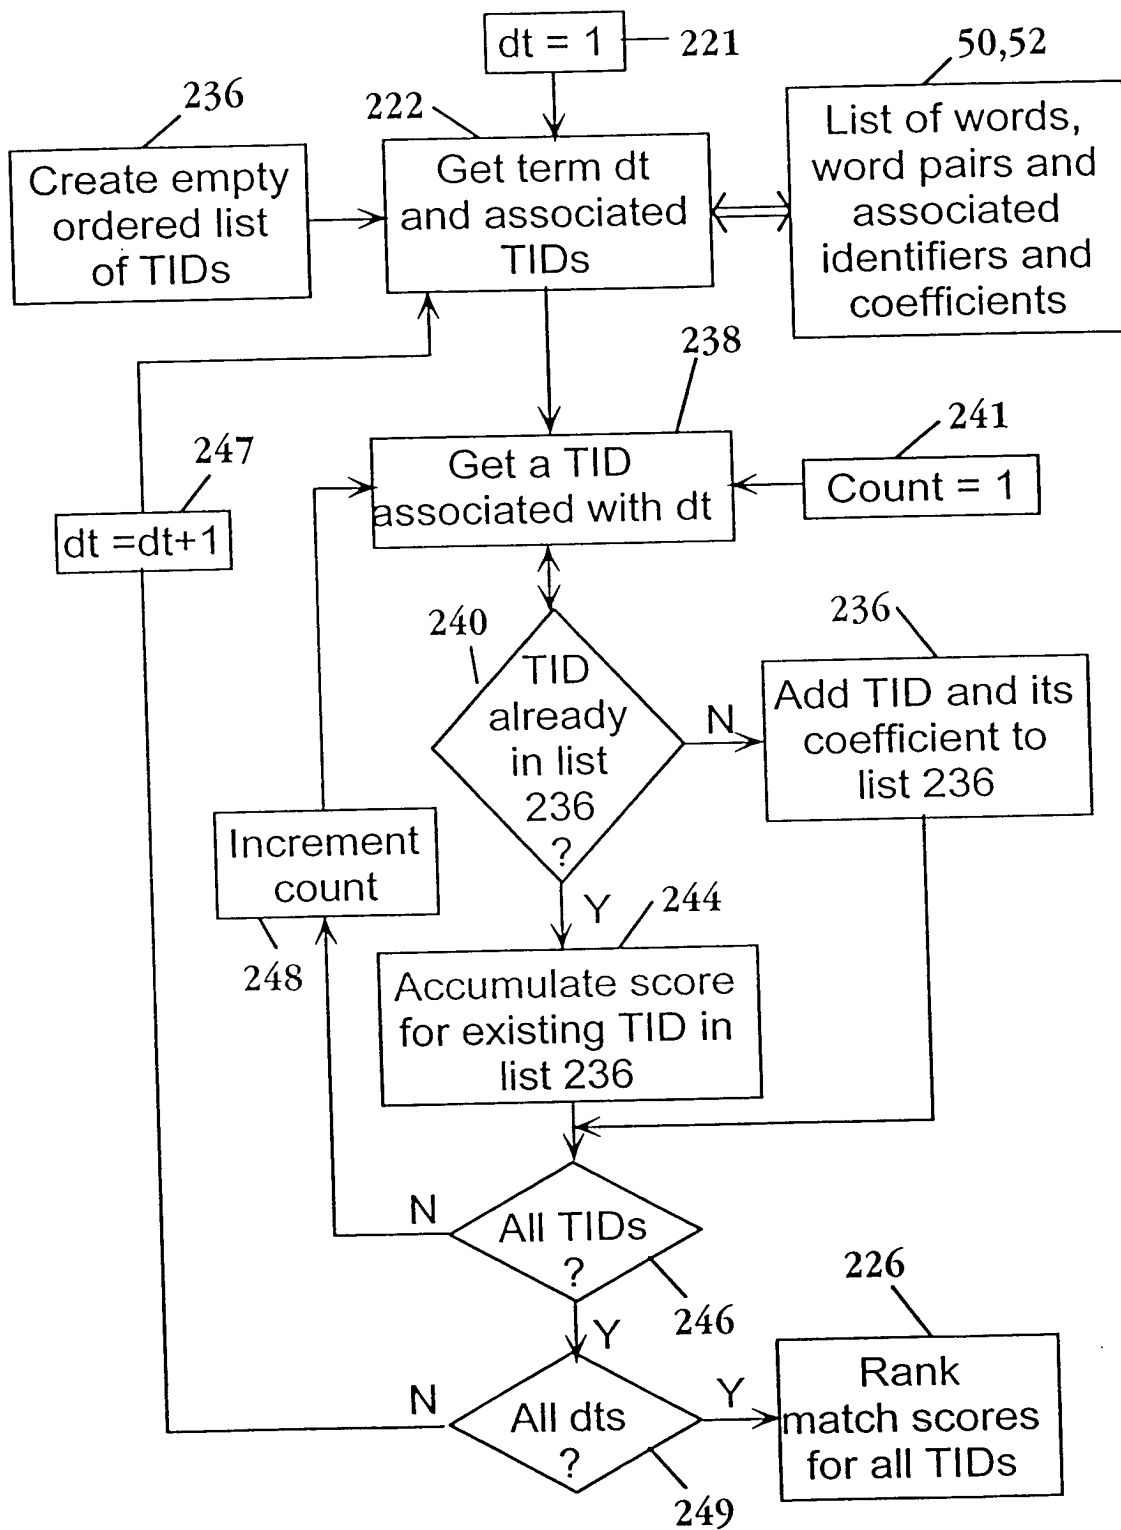 dt = 1
221
50,52
236
222
List of words,
word pairs and
associated
identifiers and
coefficients
Create empty
ordered list
of TIDs
Get term dt
and associated
TIDs
238
241
247
Get a TID
associated with dt
Count = 1
dt =dt+1
240
236
TID
already
in list
236
?
N
Add TID and its
coefficient to
list 236
Increment
count
Y
244
248
Accumulate score
for existing TID in
list 236
N
All TIDs
?
246
226
Y
N
All dts
?
Y
Rank
match scores
for all TIDs
249